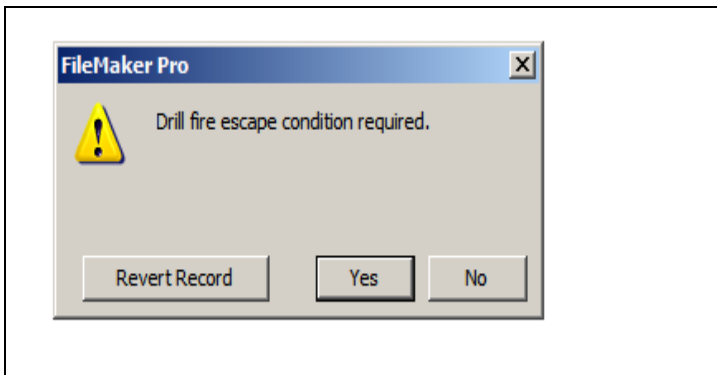 FileMaker Pro
Drill fire escape condition required.
Revert Record
Yes
No